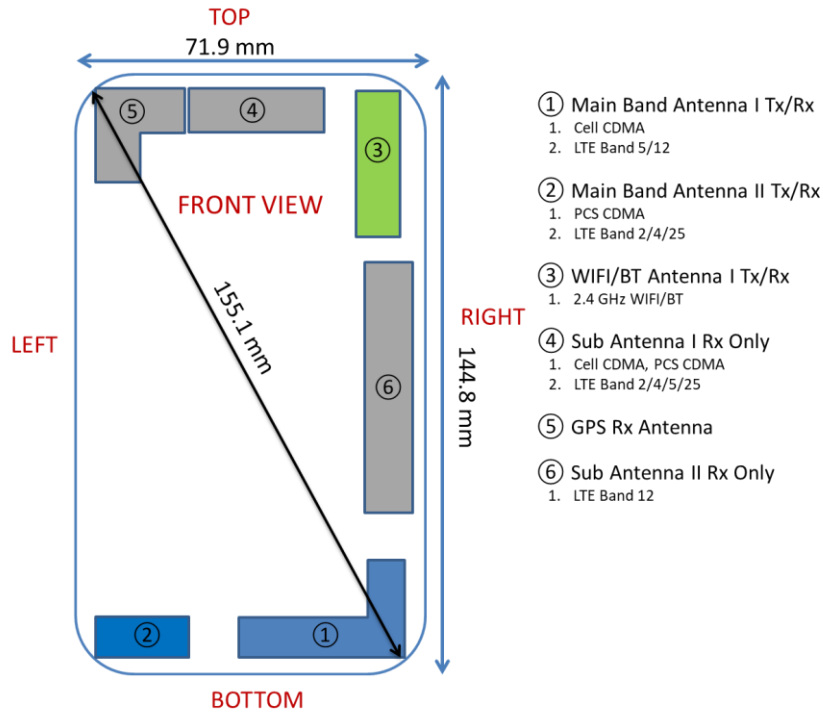 TOP
71.9 mm
⑤
④
③
FRONT VIEW
155.1 mm
LEFT
RIGHT
144.8 mm
⑥
②
①
BOTTOM
① Main Band Antenna I Tx/Rx
1. Cell CDMA
2. LTE Band 5/12
② Main Band Antenna II Tx/Rx
1. PCS CDMA
2. LTE Band 2/4/25
③ WIFI/BT Antenna I Tx/Rx
1. 2.4 GHz WIFI/BT
④ Sub Antenna I Rx Only
1. Cell CDMA, PCS CDMA
2. LTE Band 2/4/5/25
⑤ GPS Rx Antenna
⑥ Sub Antenna II Rx Only
1. LTE Band 12